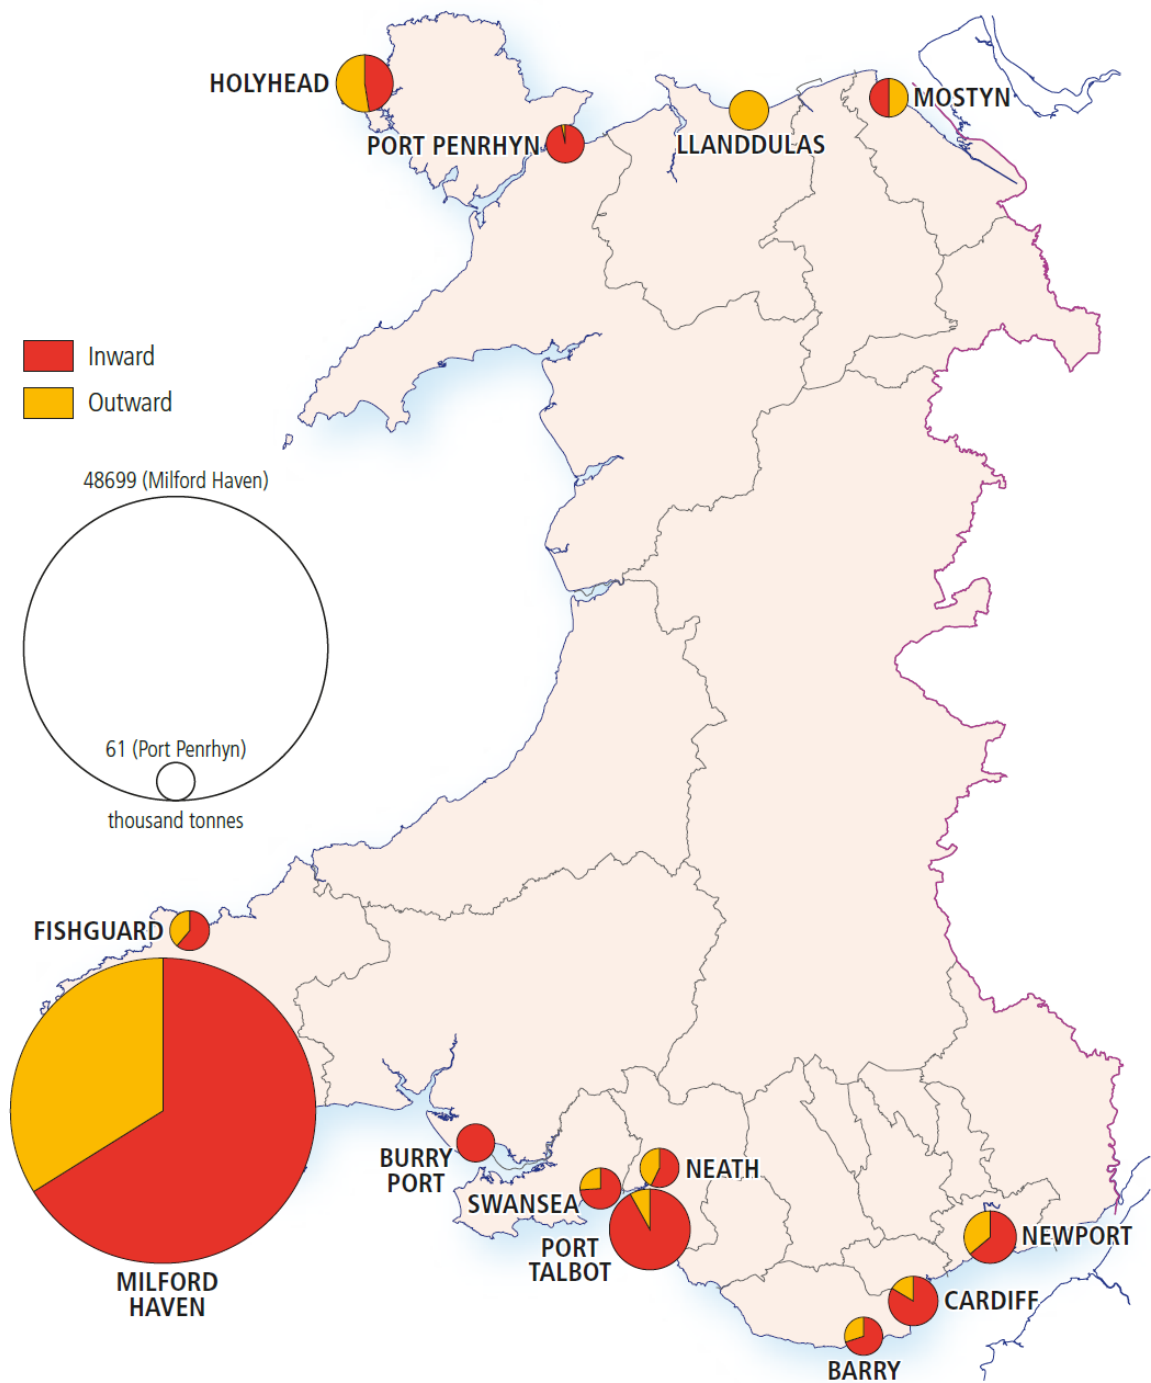 HOLYHEAD
MOSTYN
PORT PENRHYN
LLANDDULAS
Inward
Outward
48699 (Milford Haven)
61 (Port Penrhyn)
thousand tonnes
FISHGUARD
MILFORD
HAVEN
BURRY
PORT
NEATH
SWANSEA
PORT
TALBOT
NEWPORT
CARDIFF
BARRY